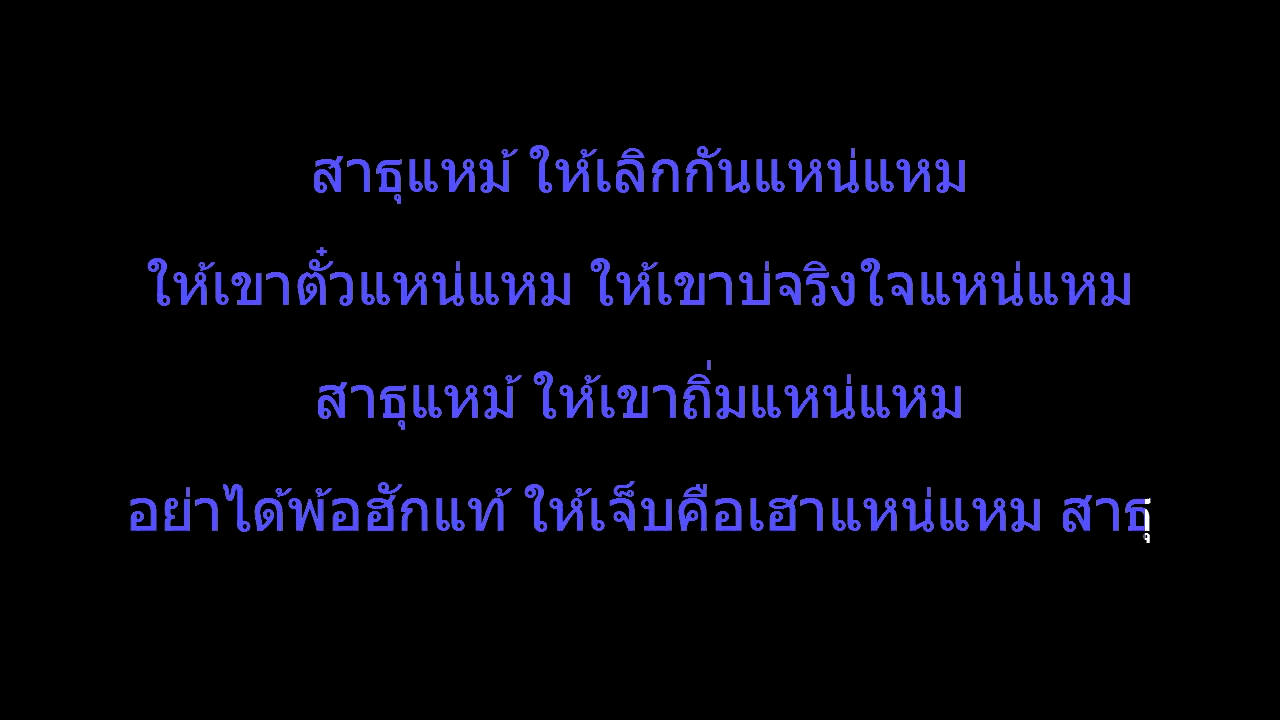 สาธุแหม้ ให้เลิกกันแหน่แหม
ให้เขาตั๋วแหน่แหม ให้เขาบ่จริงใจแหน่แหม
สาธุแหม้ ให้เขาถิ่มแหน่แหม
อย่าได้พ้อฮักแท้ ให้เจ็บคือเฮาแหน่แหม สาธุ